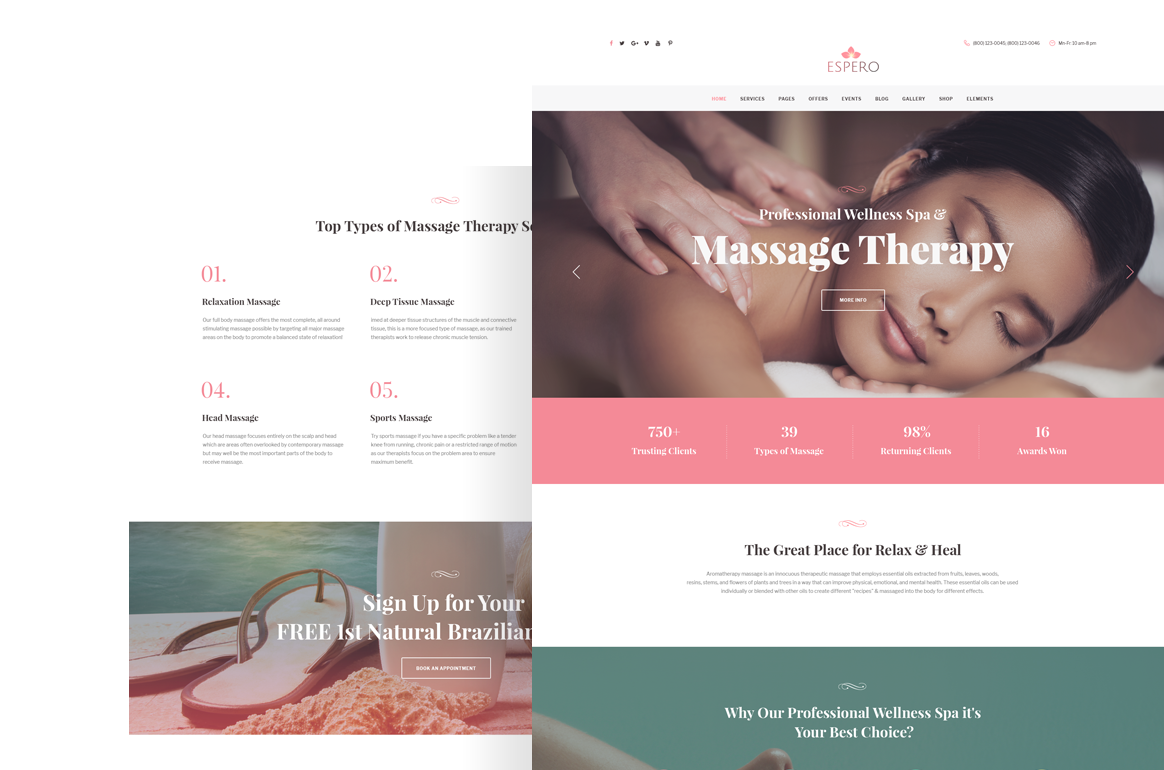 (800) 123-0045, (800) 123-0046
Mn-Fr: 10 am-8 pm
ESPERO
HOME SERVICES PAGES OFFERS EVENTS BLOG GALLERY SHOP ELEMENTS
Professional Wellness Spa &
Massage Therapy
MORE INFO
750+
Trusting Clients
39
Types of Massage
98%
Returning Clients
16
Awards Won
The Great Place for Relax & Heal
Aromatherapy massage is an innocuous therapeutic massage that employs essential oils extracted from fruits, leaves, woods,
resins, stems, and flowers of plants and trees in a way that can improve physical, emotional, and mental health. These essential oils can be used
individually or blended with other oils to create different "recipes" & massaged into the body for different effects.
Why Our Professional Wellness Spa it's
Your Best Choice?
Top Types of Massage Therapy Se
01.
Relaxation Massage
Our full body massage offers the most complete, all around
stimulating massage possible by targeting all major massage
areas on the body to promote a balanced state of relaxation!
02.
Deep Tissue Massage
imed at deeper tissue structures of the muscle and connective
tissue, this is a more focused type of massage, as our trained
therapists work to release chronic muscle tension.
04.
Head Massage
Our head massage focuses entirely on the scalp and head
which are areas often overlooked by contemporary massage
but may well be the most important parts of the body to
receive massage.
05.
Sports Massage
Try sports massage if you have a specific problem like a tender
knee from running, chronic pain or a restricted range of motion
as our therapists focus on the problem area to ensure
maximum benefit.
Sign Up for Your
FREE 1st Natural Brazilian
BOOK AN APPOINTMENT